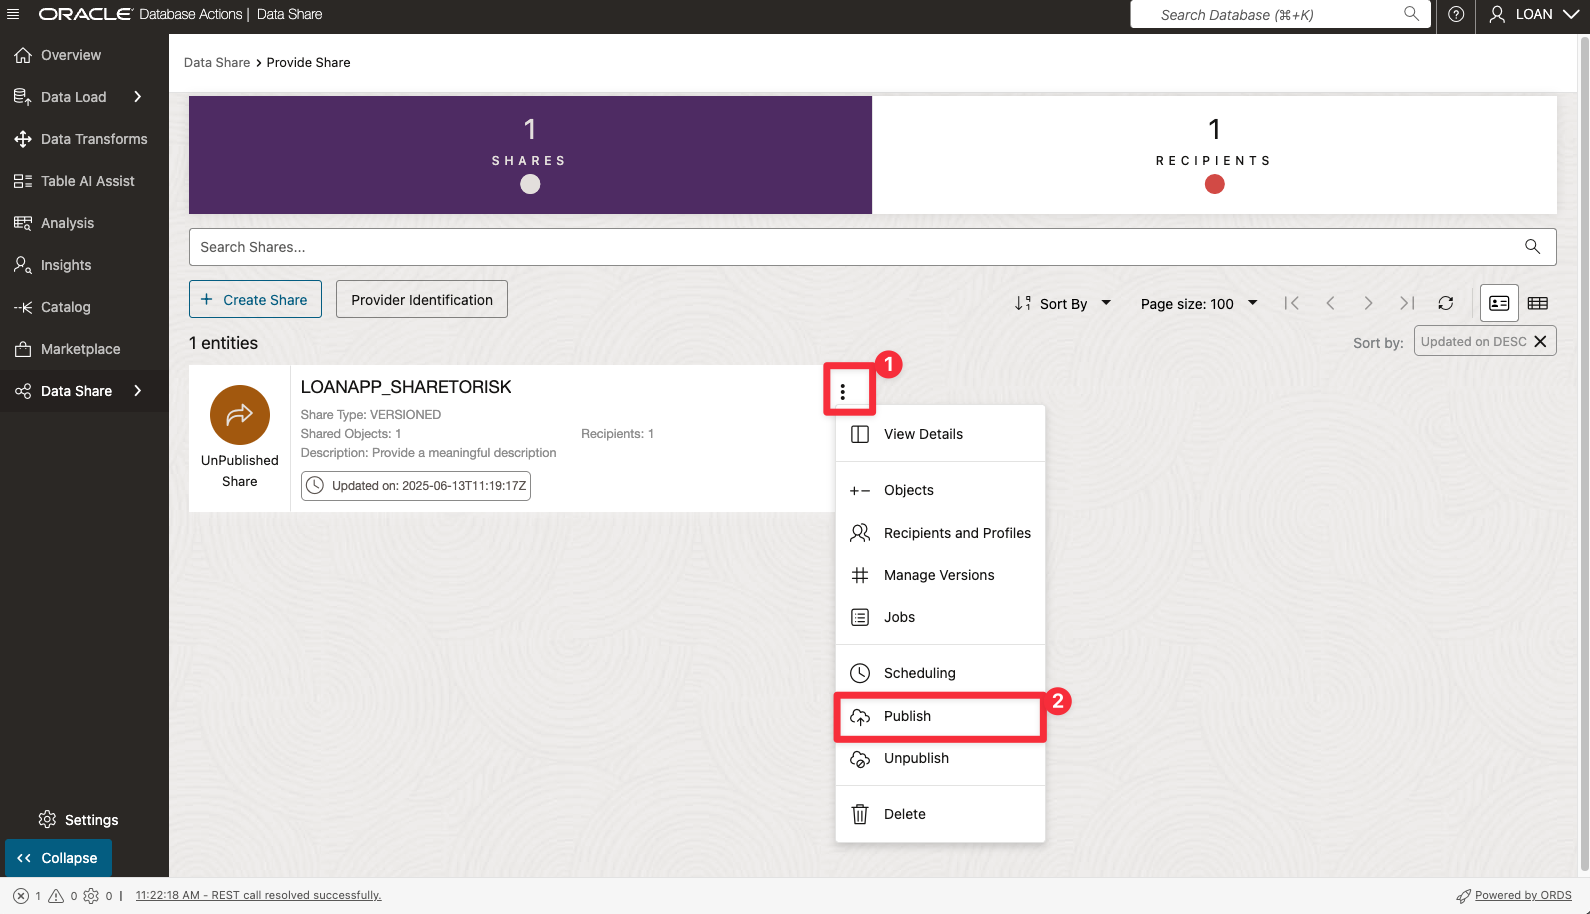 ORACLE Database Actions | Data Share
Search Database (⌘+K)
LOAN
Overview
Data Load
Data Transforms
Table AI Assist
Analysis
Insights
Catalog
Marketplace
Data Share
Settings
Collapse
Data Share > Provide Share
1
SHARES
1
RECIPIENTS
Search Shares...
+ Create Share
Provider Identification
Sort By
Page size: 100
1 entities
Sort by:
Updated on DESC
1
LOANAPP_SHARETORISK
Share Type: VERSIONED
Shared Objects: 1
Recipients: 1
Description: Provide a meaningful description
UnPublished
Share
Updated on: 2025-06-13T11:19:17Z
View Details
Objects
Recipients and Profiles
Manage Versions
Jobs
Scheduling
Publish
2
Unpublish
Delete
1
0
0 |
11:22:18 AM - REST call resolved successfully.
Powered by ORDS